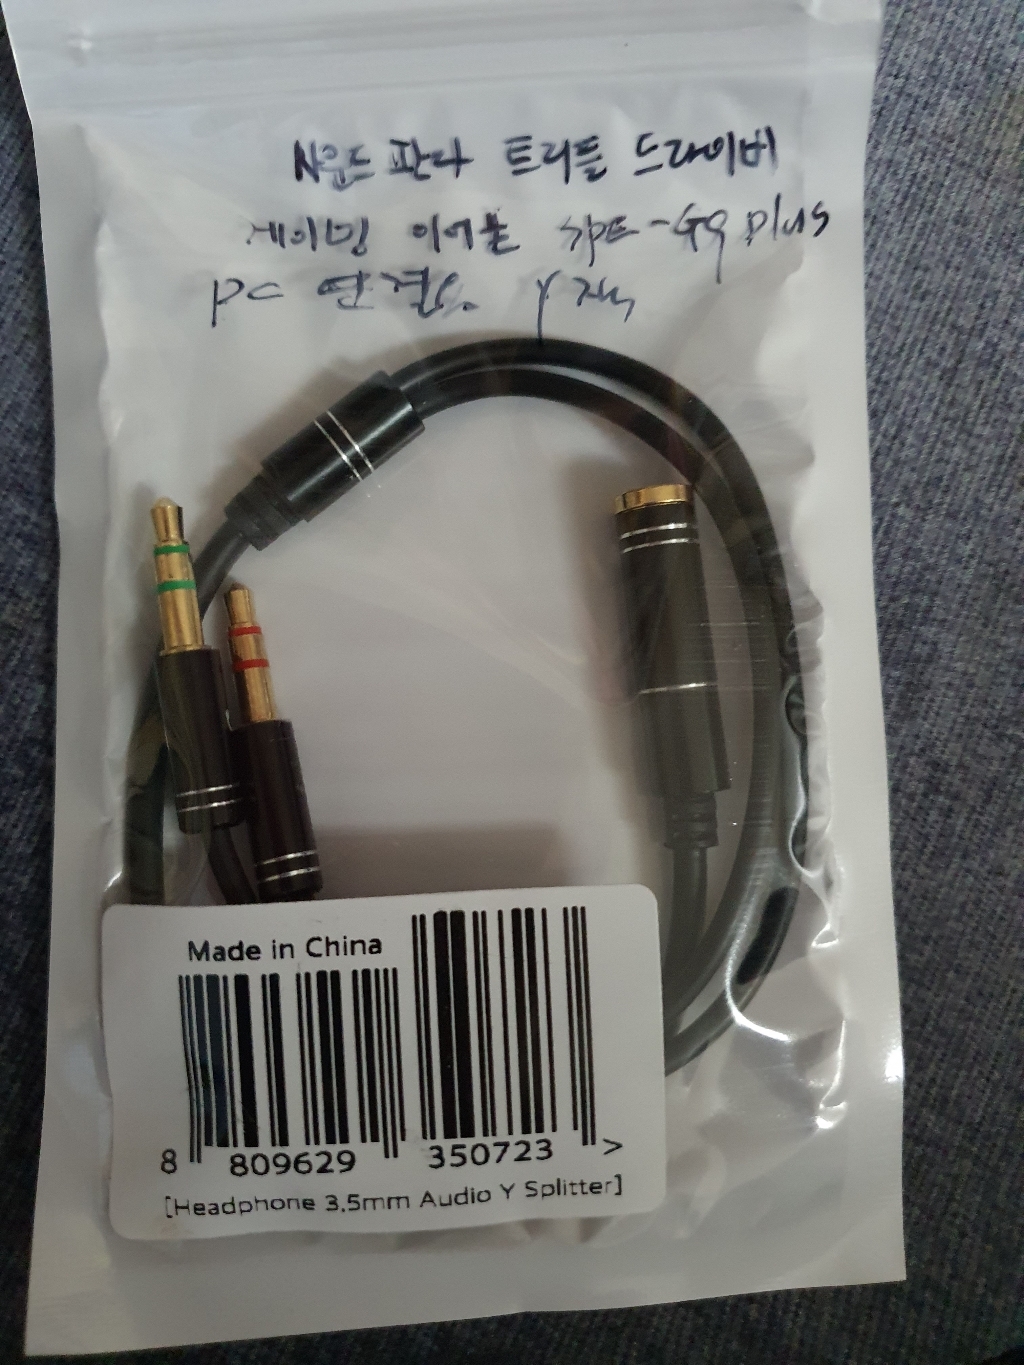 사운드 판다 트리플 드라이버
게이밍 이어폰 SPE-G9 plus
PC 연결용 Y잭
Made in China
8 809629 350723 >
[Headphone 3.5mm Audio Y Splitter]